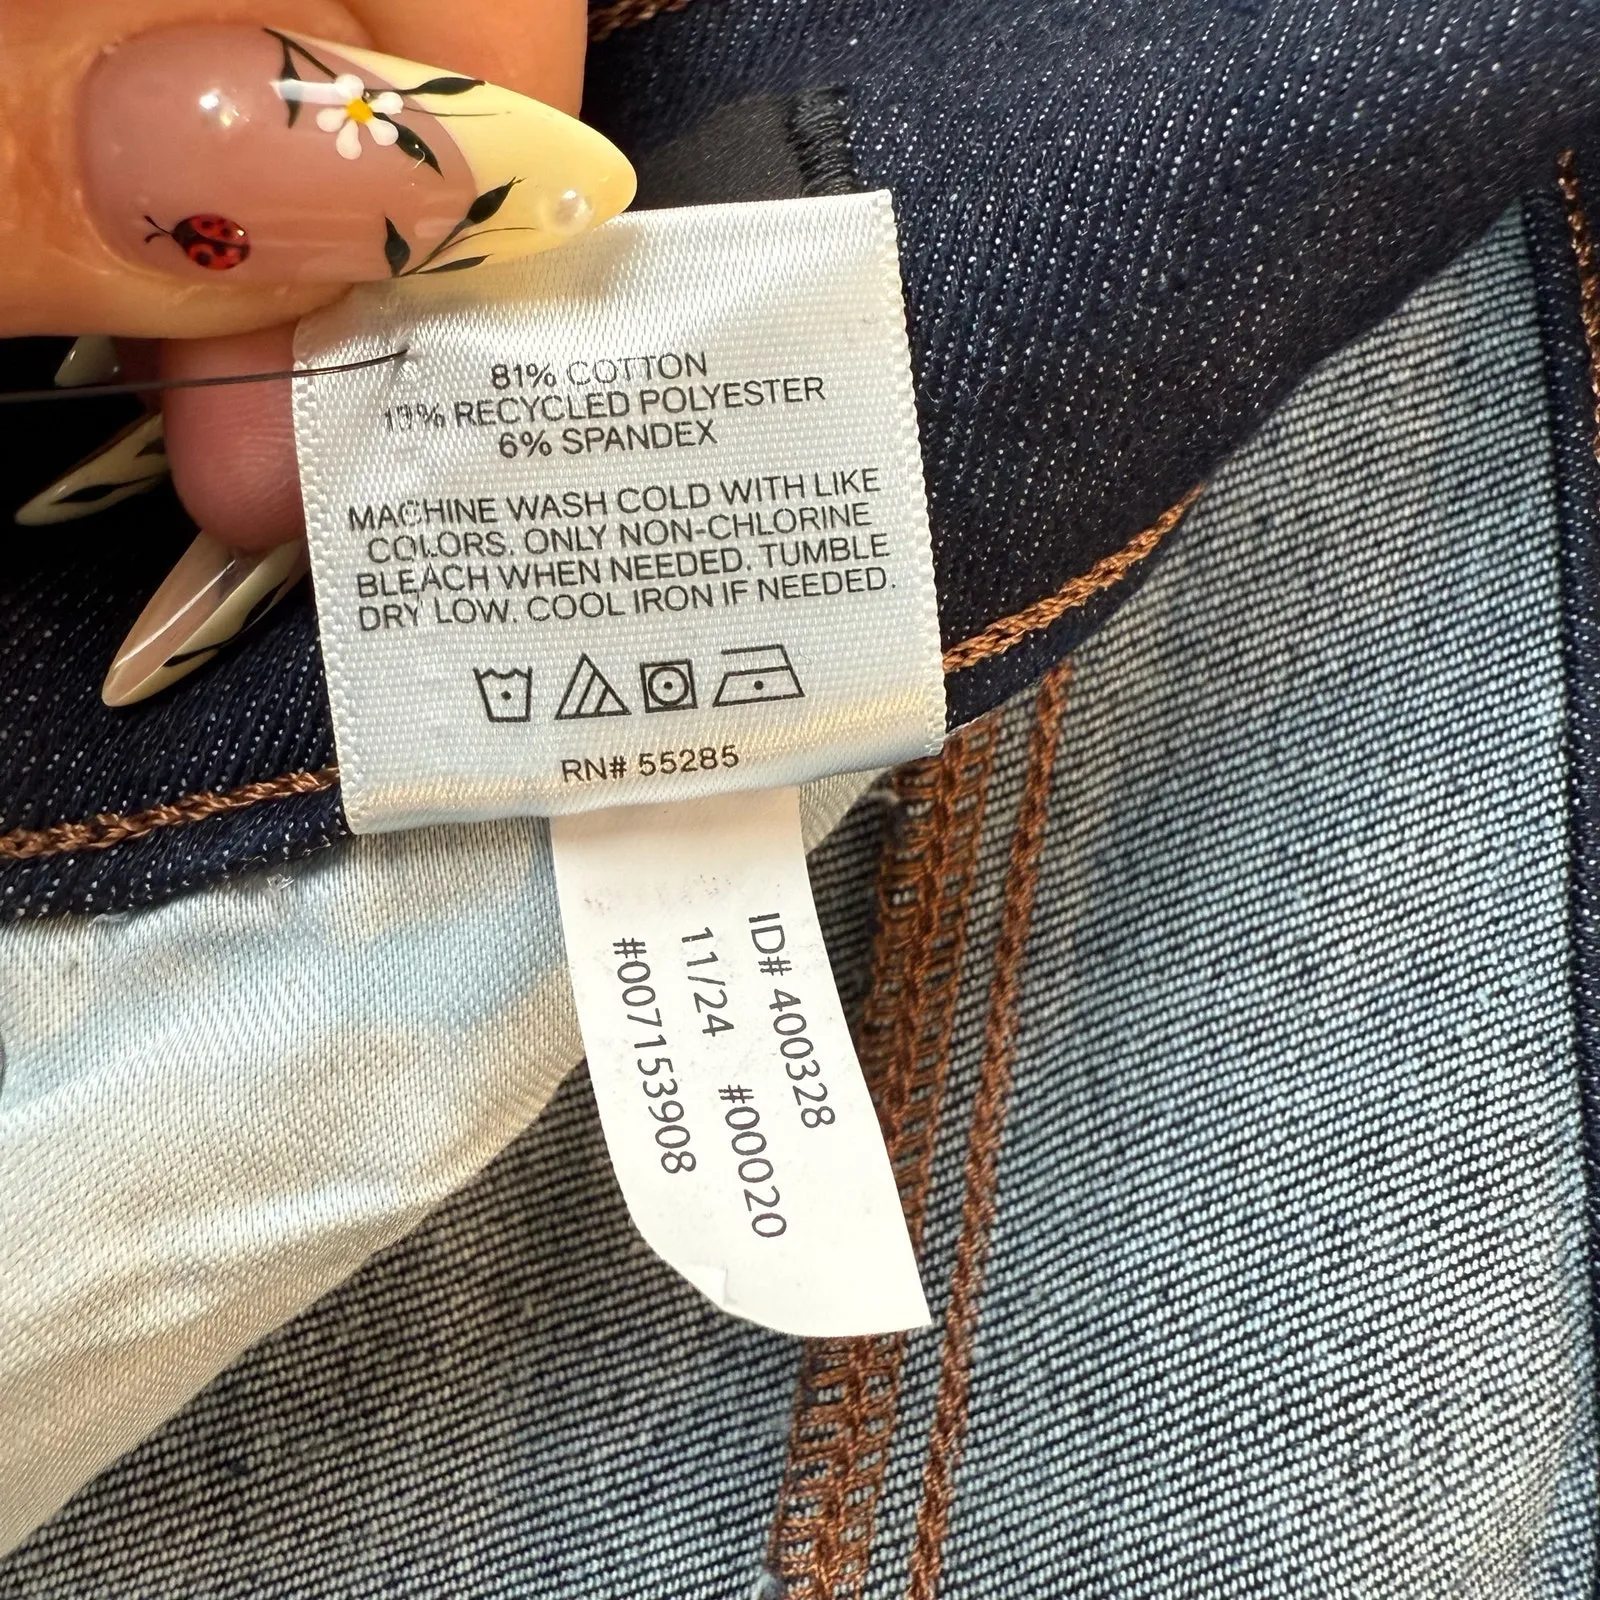 81% COTTON
13% RECYCLED POLYESTER
6% SPANDEX
MACHINE WASH COLD WITH LIKE
COLORS. ONLY NON-CHLORINE
BLEACH WHEN NEEDED. TUMBLE
DRY LOW. COOL IRON IF NEEDED.
RN# 55285
ID# 400328
11/24 #00020
#007153908